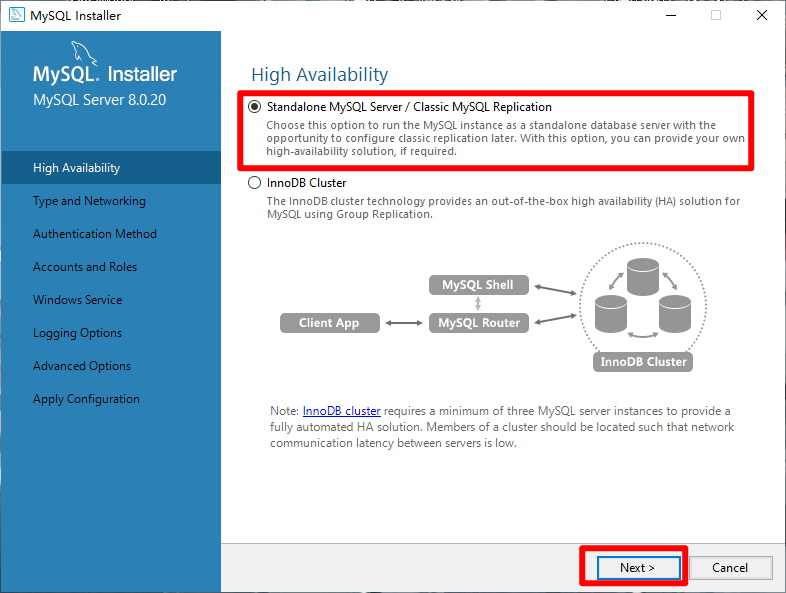 MySQL Installer
MySQL. Installer
MySQL Server 8.0.20
High Availability
Type and Networking
Authentication Method
Accounts and Roles
Windows Service
Logging Options
Advanced Options
Apply Configuration
High Availability
Standalone MySQL Server / Classic MySQL Replication
Choose this option to run the MySQL instance as a standalone database server with the
opportunity to configure classic replication later. With this option, you can provide your own
high-availability solution, if required.
InnoDB Cluster
The InnoDB cluster technology provides an out-of-the-box high availability (HA) solution for
MySQL using Group Replication.
MySQL Shell
Client App
MySQL Router
InnoDB Cluster
Note: InnoDB cluster requires a minimum of three MySQL server instances to provide a
fully automated HA solution. Members of a cluster should be located such that network
communication latency between servers is low.
Next >
Cancel